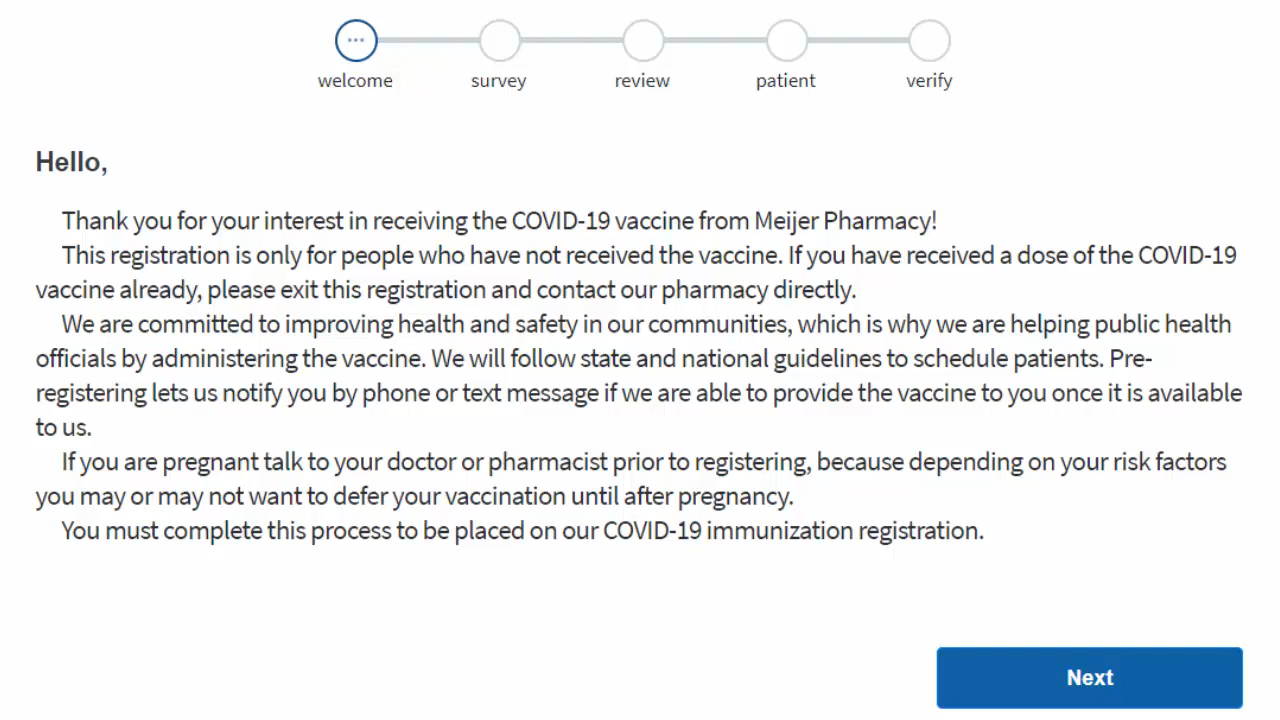 ...
welcome
survey
review
patient
verify
Hello,
Thank you for your interest in receiving the COVID-19 vaccine from Meijer Pharmacy!
This registration is only for people who have not received the vaccine. If you have received a dose of the COVID-19
vaccine already, please exit this registration and contact our pharmacy directly.
We are committed to improving health and safety in our communities, which is why we are helping public health
officials by administering the vaccine. We will follow state and national guidelines to schedule patients. Pre-
registering lets us notify you by phone or text message if we are able to provide the vaccine to you once it is available
to us.
If you are pregnant talk to your doctor or pharmacist prior to registering, because depending on your risk factors
you may or may not want to defer your vaccination until after pregnancy.
You must complete this process to be placed on our COVID-19 immunization registration.
Next